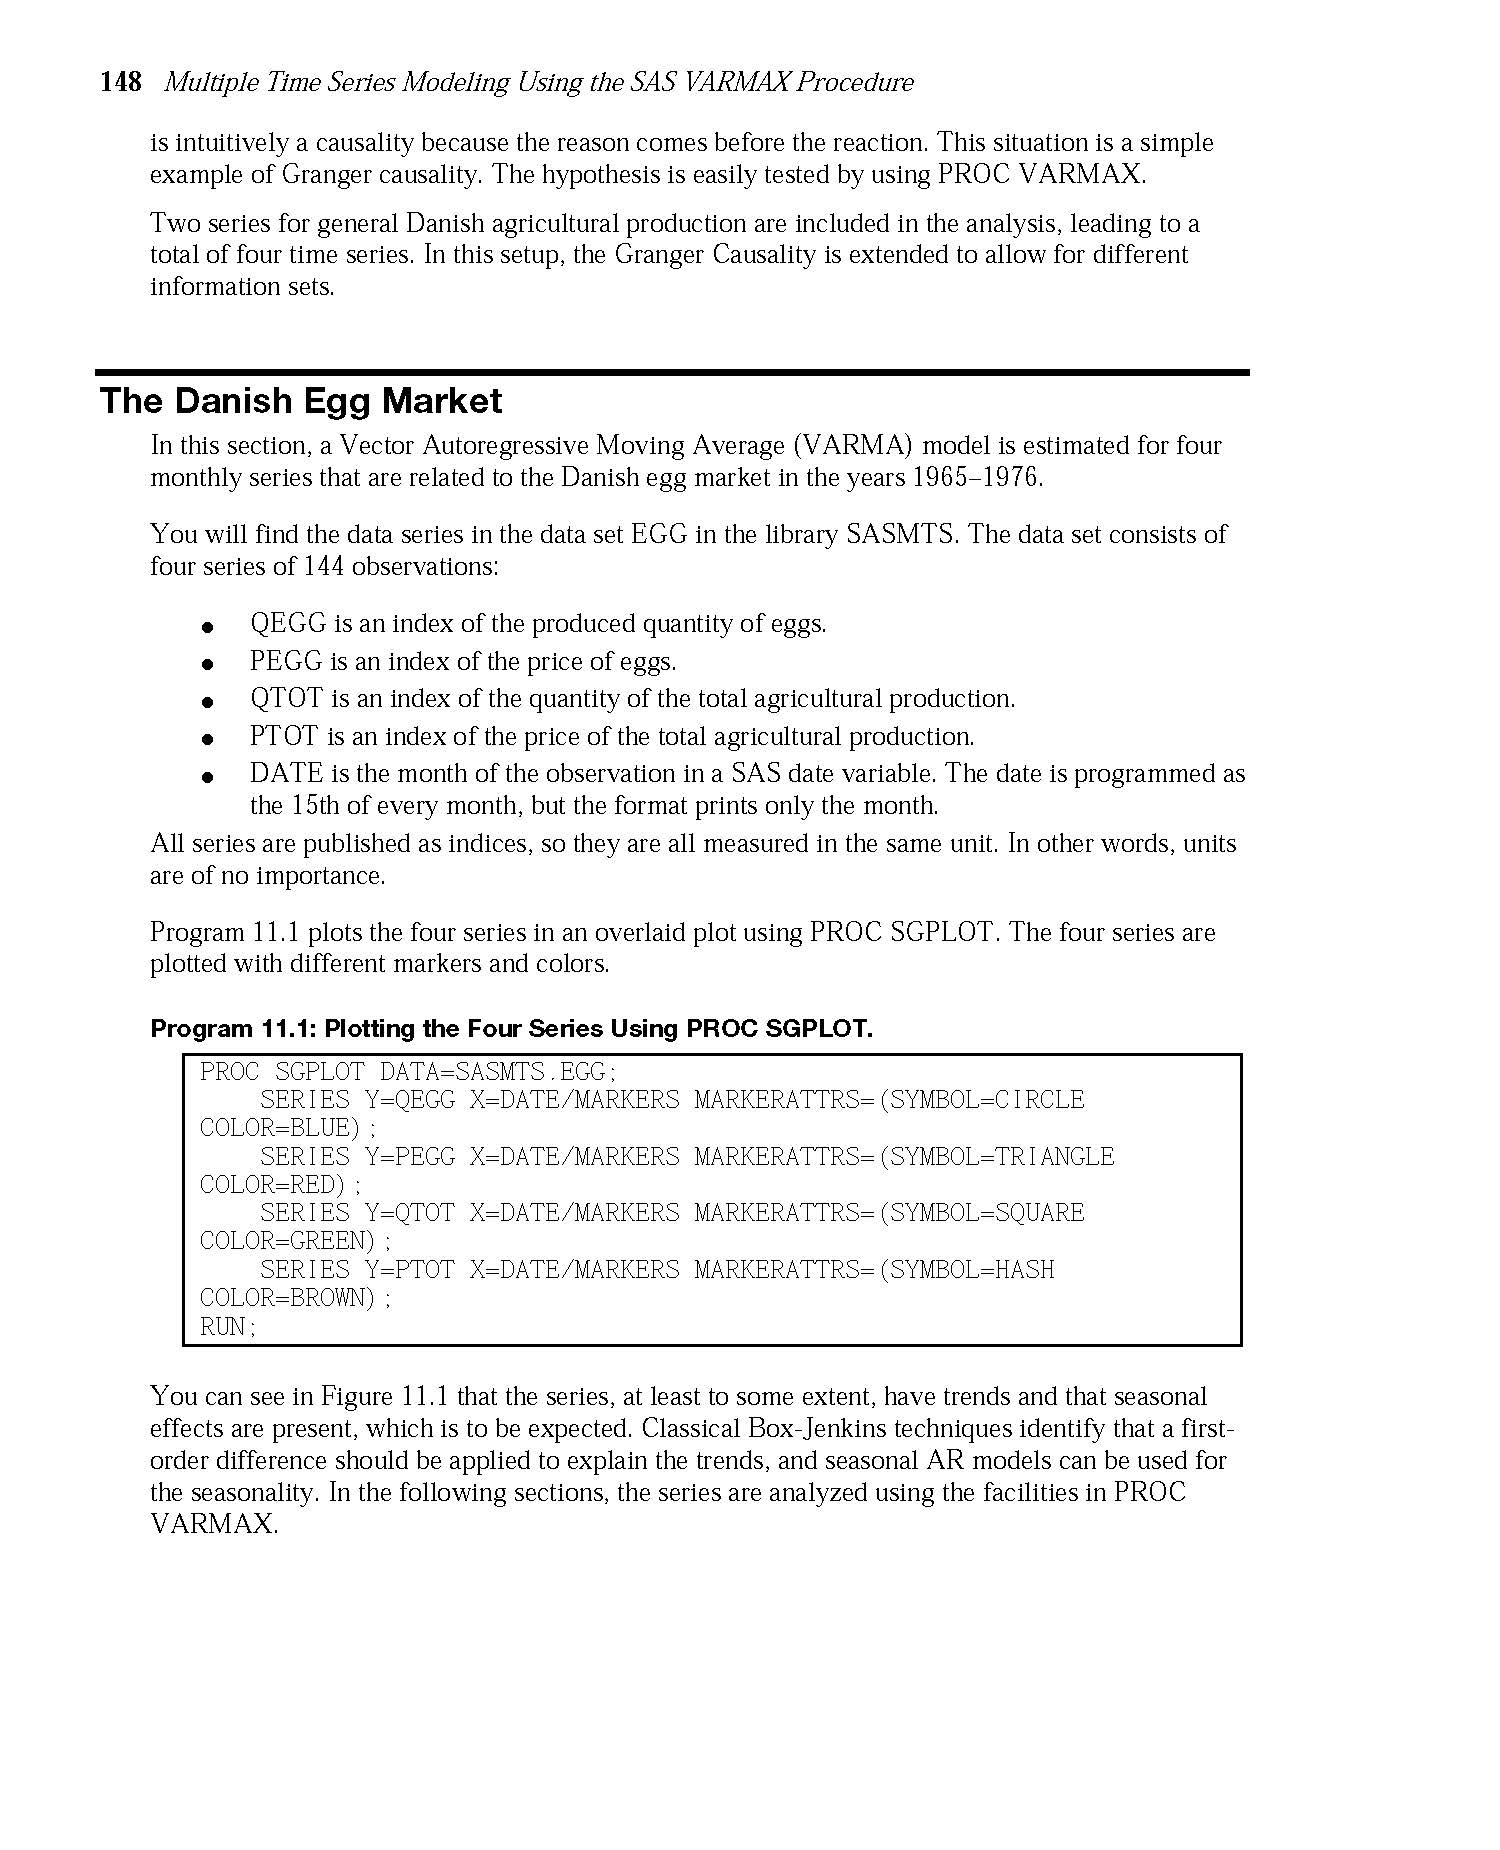 148 Multiple Time Series Modeling Using the SAS VARMAX Procedure
is intuitively a causality because the reason comes before the reaction. This situation is a simple
example of Granger causality. The hypothesis is easily tested by using PROC VARMAX.
Two series for general Danish agricultural production are included in the analysis, leading to a
total of four time series. In this setup, the Granger Causality is extended to allow for different
information sets.
The Danish Egg Market
In this section, a Vector Autoregressive Moving Average (VARMA) model is estimated for four
monthly series that are related to the Danish egg market in the years 1965–1976.
You will find the data series in the data set EGG in the library SASMTS. The data set consists of
four series of 144 observations:
● QEGG is an index of the produced quantity of eggs.
● PEGG is an index of the price of eggs.
● QTOT is an index of the quantity of the total agricultural production.
● PTOT is an index of the price of the total agricultural production.
● DATE is the month of the observation in a SAS date variable. The date is programmed as
the 15th of every month, but the format prints only the month.
All series are published as indices, so they are all measured in the same unit. In other words, units
are of no importance.
Program 11.1 plots the four series in an overlaid plot using PROC SGPLOT. The four series are
plotted with different markers and colors.
Program 11.1: Plotting the Four Series Using PROC SGPLOT.
PROC SGPLOT DATA=SASMTS.EGG;
SERIES Y=QEGG X=DATE/MARKERS MARKERATTRS=(SYMBOL=CIRCLE
COLOR=BLUE);
SERIES Y=PEGG X=DATE/MARKERS MARKERATTRS=(SYMBOL=TRIANGLE
COLOR=RED);
SERIES Y=QTOT X=DATE/MARKERS MARKERATTRS=(SYMBOL=SQUARE
COLOR=GREEN);
SERIES Y=PTOT X=DATE/MARKERS MARKERATTRS=(SYMBOL=HASH
COLOR=BROWN);
RUN;
You can see in Figure 11.1 that the series, at least to some extent, have trends and that seasonal
effects are present, which is to be expected. Classical Box-Jenkins techniques identify that a first-
order difference should be applied to explain the trends, and seasonal AR models can be used for
the seasonality. In the following sections, the series are analyzed using the facilities in PROC
VARMAX.